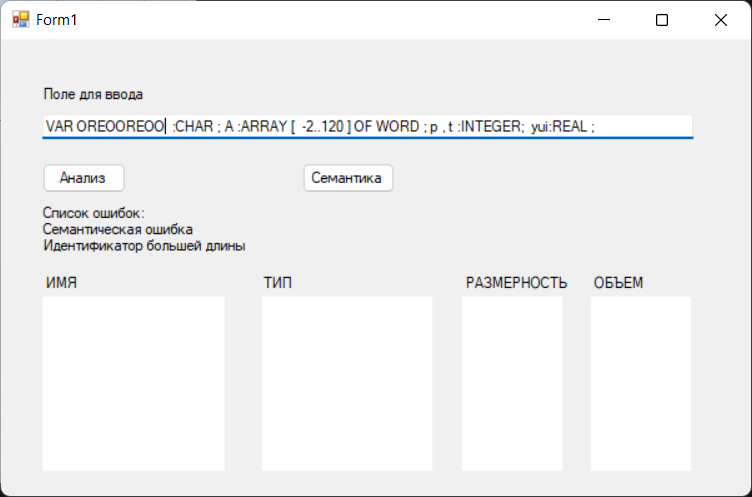 Form1
Поле для ввода
VAR OREOOREOO :CHAR ; A :ARRAY [ -2..120 ] OF WORD ; p , t :INTEGER; yui:REAL ;
Анализ Семантика
Список ошибок:
Семантическая ошибка
Идентификатор большей длины
ИМЯ ТИП РАЗМЕРНОСТЬ ОБЪЕМ